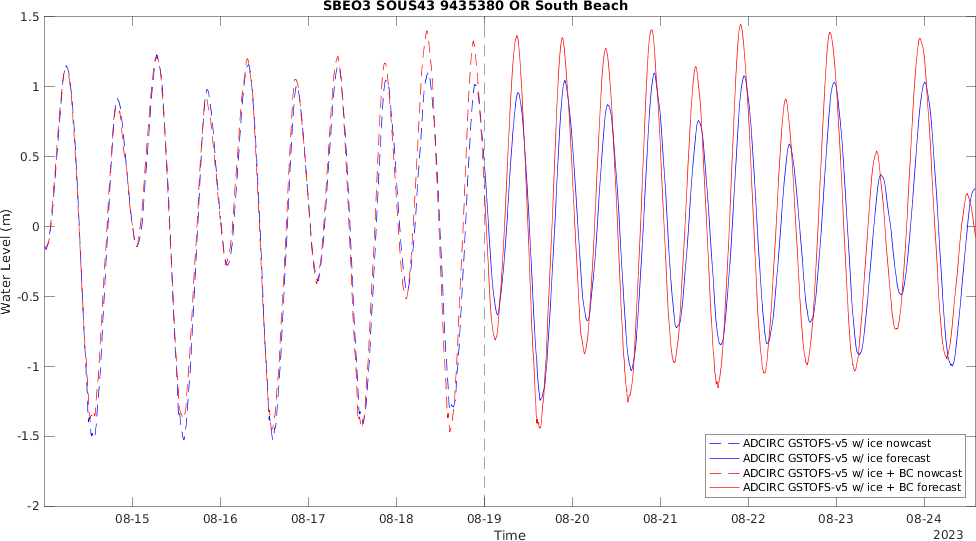 SBEO3 SOUS43 9435380 OR South Beach
Water Level (m)
1.5
1
0.5
0
-0.5
-1
-1.5
-2
08-15 08-16 08-17 08-18 08-19 08-20 08-21 08-22 08-23 08-24
Time
2023
ADCIRC GSTOFS-v5 w/ ice nowcast
ADCIRC GSTOFS-v5 w/ ice forecast
ADCIRC GSTOFS-v5 w/ ice + BC nowcast
ADCIRC GSTOFS-v5 w/ ice + BC forecast